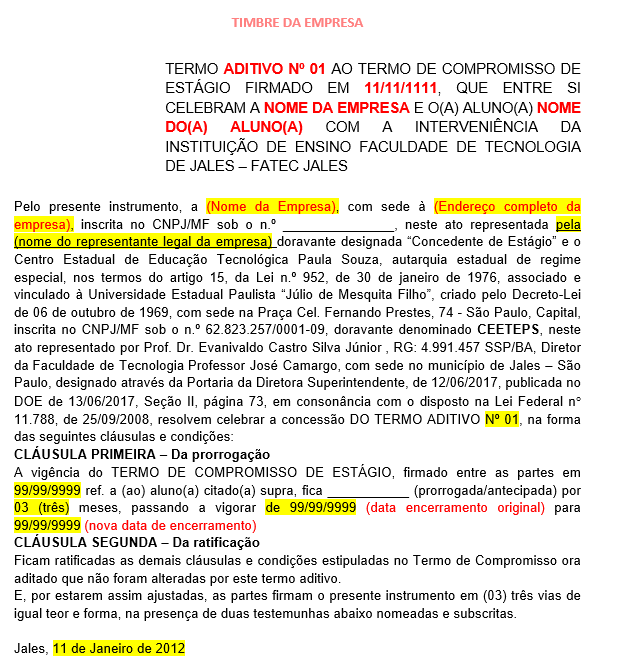 TIMBRE DA EMPRESA
TERMO ADITIVO Nº 01 AO TERMO DE COMPROMISSO DE
ESTÁGIO FIRMADO EM 11/11/1111, QUE ENTRE SI
CELEBRAM A NOME DA EMPRESA E O(A) ALUNO(A) NOME
DO(A) ALUNO(A) COM A INTERVENIÊNCIA DA
INSTITUIÇÃO DE ENSINO FACULDADE DE TECNOLOGIA
DE JALES – FATEC JALES
Pelo presente instrumento, a (Nome da Empresa), com sede à (Endereço completo da
empresa), inscrita no CNPJ/MF sob o n.º _______________, neste ato representada pela
(nome do representante legal da empresa) doravante designada “Concedente de Estágio” e o
Centro Estadual de Educação Tecnológica Paula Souza, autarquia estadual de regime
especial, nos termos do artigo 15, da Lei n.º 952, de 30 de janeiro de 1976, associado e
vinculado à Universidade Estadual Paulista “Júlio de Mesquita Filho”, criado pelo Decreto-Lei
de 06 de outubro de 1969, com sede na Praça Cel. Fernando Prestes, 74 - São Paulo, Capital,
inscrita no CNPJ/MF sob o n.º 62.823.257/0001-09, doravante denominado CEETEPS, neste
ato representado por Prof. Dr. Evanivaldo Castro Silva Júnior , RG: 4.991.457 SSP/BA, Diretor
da Faculdade de Tecnologia Professor José Camargo, com sede no município de Jales – São
Paulo, designado através da Portaria da Diretora Superintendente, de 12/06/2017, publicada no
DOE de 13/06/2017, Seção II, página 73, em consonância com o disposto na Lei Federal n°
11.788, de 25/09/2008, resolvem celebrar a concessão DO TERMO ADITIVO Nº 01, na forma
das seguintes cláusulas e condições:
CLÁUSULA PRIMEIRA – Da prorrogação
A vigência do TERMO DE COMPROMISSO DE ESTÁGIO, firmado entre as partes em
99/99/9999 ref. a (ao) aluno(a) citado(a) supra, fica ___________ (prorrogada/antecipada) por
03 (três) meses, passando a vigorar de 99/99/9999 (data encerramento original) para
99/99/9999 (nova data de encerramento)
CLÁUSULA SEGUNDA – Da ratificação
Ficam ratificadas as demais cláusulas e condições estipuladas no Termo de Compromisso ora
aditado que não foram alteradas por este termo aditivo.
E, por estarem assim ajustadas, as partes firmam o presente instrumento em (03) três vias de
igual teor e forma, na presença de duas testemunhas abaixo nomeadas e subscritas.
Jales, 11 de Janeiro de 2012